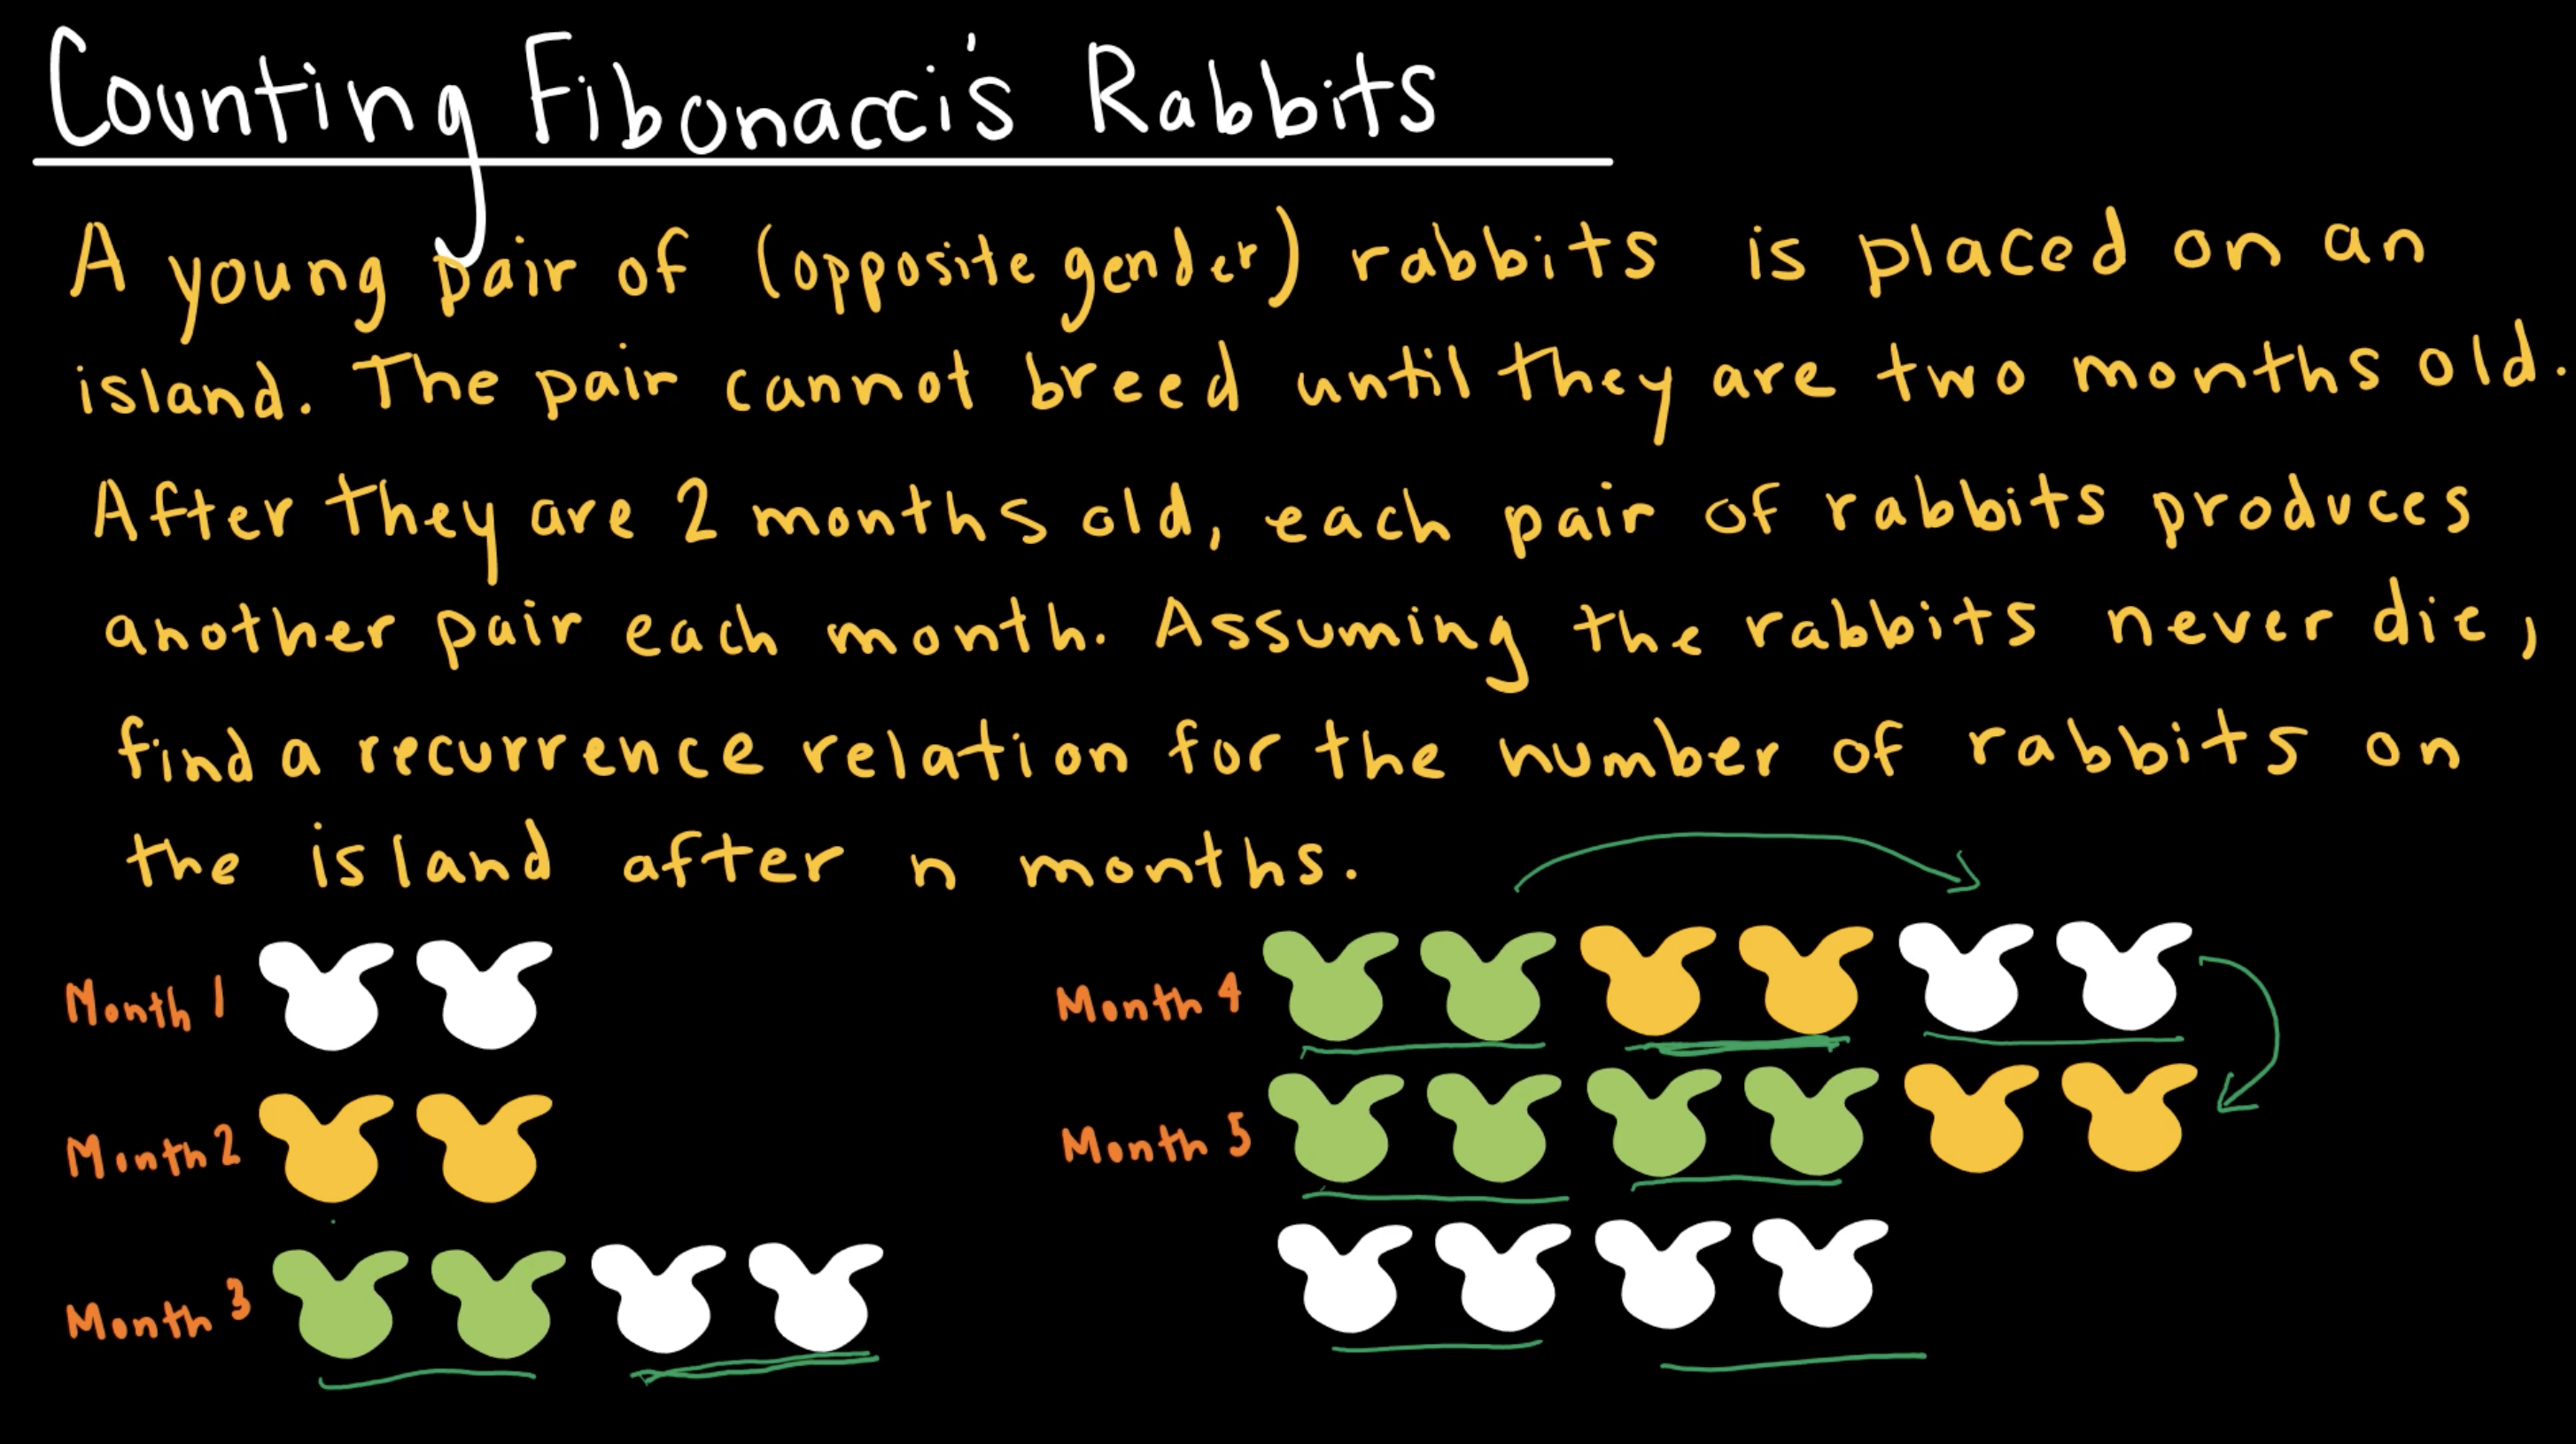 Counting Fibonacci's Rabbits
A young pair of (opposite gender) rabbits is placed on an
island. The pair cannot breed until they are two months old.
After they are 2 months old, each pair of rabbits produces
another pair each month. Assuming the rabbits never die,
find a recurrence relation for the number of rabbits on
the island after n months.
Month 1
Month 2
Month 3
Month 4
Month 5